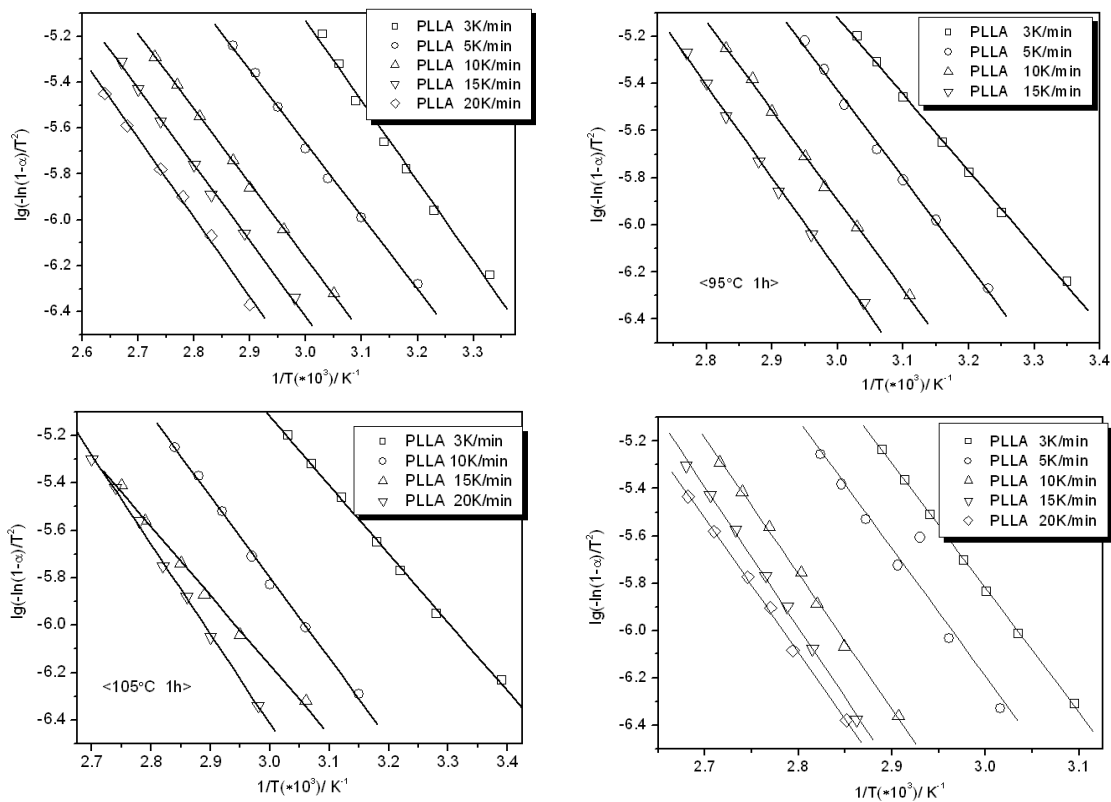 PLLA 3K/min
PLLA 5K/min
PLLA 10K/min
PLLA 15K/min
PLLA 20K/min
-5.2
-5.4
-5.6
-5.8
-6.0
-6.2
-6.4
lg(-ln(1-α)/T²)
2.6 2.7 2.8 2.9 3.0 3.1 3.2 3.3
1/T(*10³)/ K⁻¹
PLLA 3K/min
PLLA 5K/min
PLLA 10K/min
PLLA 15K/min
-5.2
-5.4
-5.6
-5.8
-6.0
-6.2
-6.4
lg(-ln(1-α)/T²)
<95°C 1h>
2.8 2.9 3.0 3.1 3.2 3.3 3.4
1/T(*10³)/ K⁻¹
PLLA 3K/min
PLLA 10K/min
PLLA 15K/min
PLLA 20K/min
-5.2
-5.4
-5.6
-5.8
-6.0
-6.2
-6.4
lg(-ln(1-α)/T²)
<105°C 1h>
2.7 2.8 2.9 3.0 3.1 3.2 3.3 3.4
1/T(*10³)/ K⁻¹
PLLA 3K/min
PLLA 5K/min
PLLA 10K/min
PLLA 15K/min
PLLA 20K/min
-5.2
-5.4
-5.6
-5.8
-6.0
-6.2
-6.4
lg(-ln(1-α)/T²)
2.7 2.8 2.9 3.0 3.1
1/T(*10³)/ K⁻¹